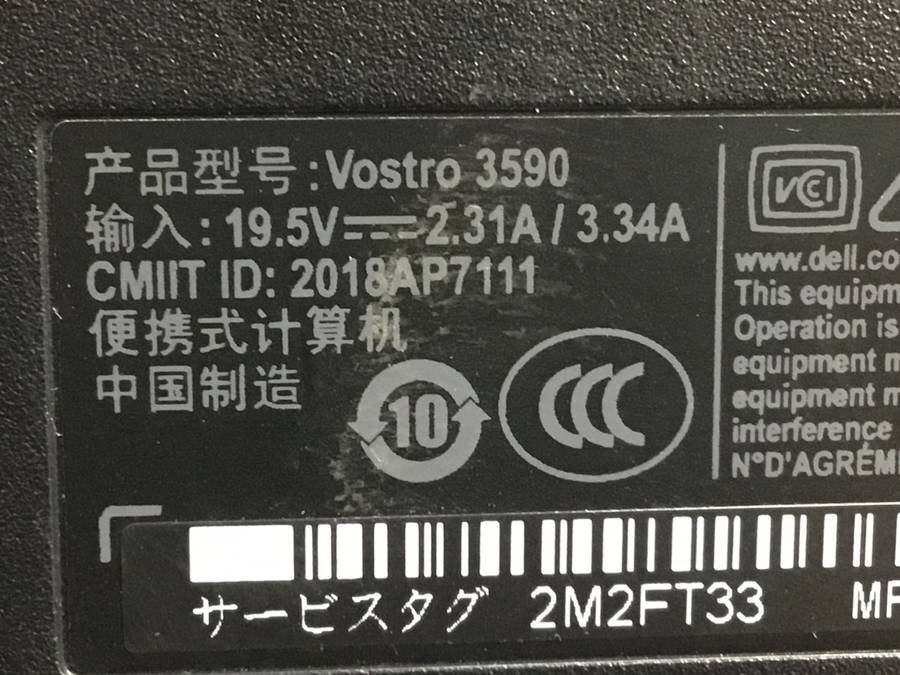 产品型号:Vostro 3590
输入: 19.5V⎓2.31A / 3.34A
CMIIT ID: 2018AP7111
便携式计算机
中国制造
10
CCC
VCCI
www.dell.co
This equipm
Operation is
equipment m
equipment m
interference
N°D'AGRÉM
サービスタグ 2M2FT33 MF